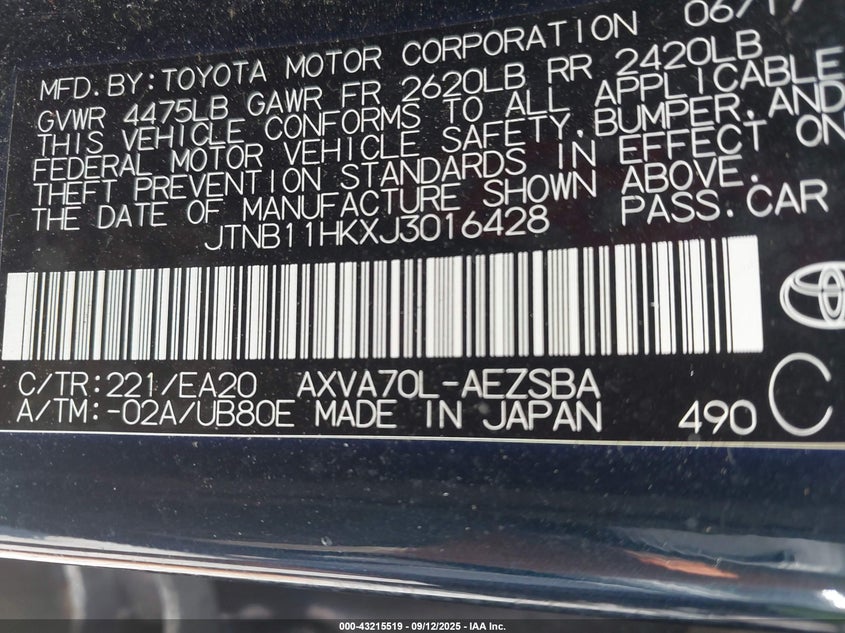 MFD.BY:TOYOTA MOTOR CORPORATION 06/17
GVWR 4475LB GAWR FR 2620LB RR 2420LB
THIS VEHICLE CONFORMS TO ALL APPLICABLE
FEDERAL MOTOR VEHICLE SAFETY,BUMPER,AND
THEFT PREVENTION STANDARDS IN EFFECT ON
THE DATE OF MANUFACTURE SHOWN ABOVE.
JTNB11HKXJ3016428 PASS.CAR
C/TR:221/EA20 AXVA70L-AEZSBA
A/TM:-02A/UB80E MADE IN JAPAN 490 C
000-43215519 - 09/12/2025 - IAA Inc.